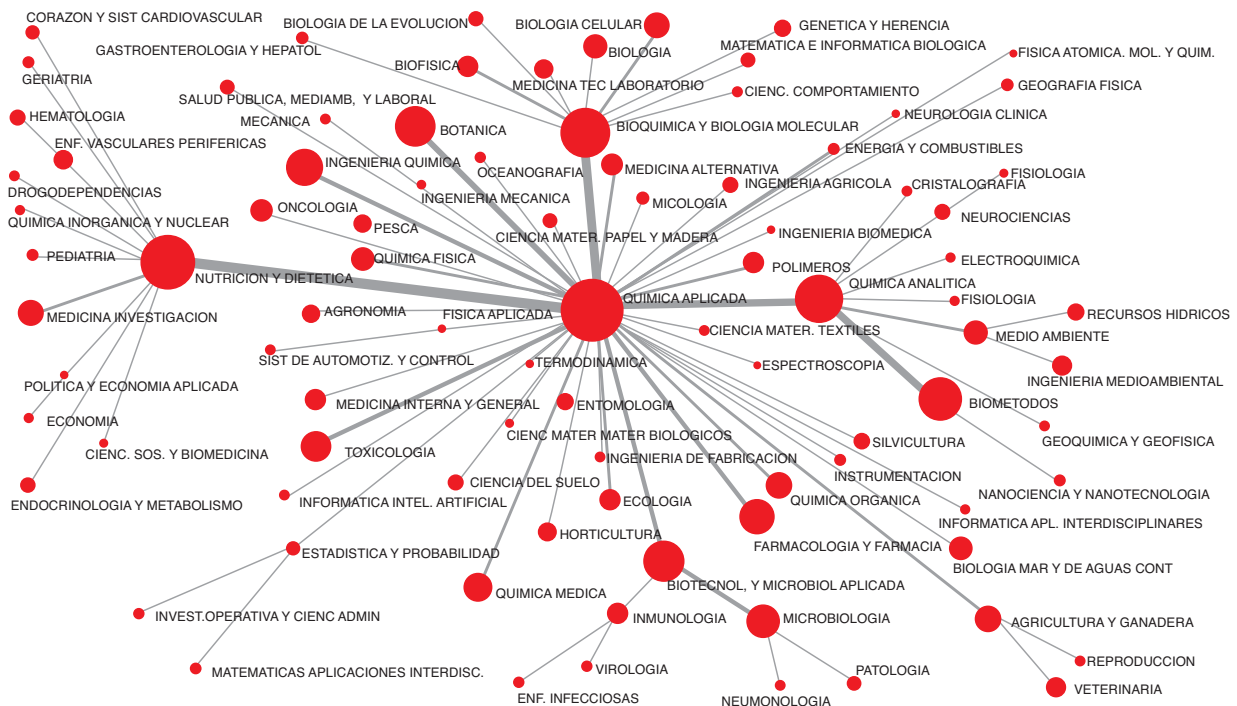 CORAZON Y SIST CARDIOVASCULAR
BIOLOGIA DE LA EVOLUCION
BIOLOGIA CELULAR
GENETICA Y HERENCIA
GASTROENTEROLOGIA Y HEPATOL
BIOLOGIA
MATEMATICA E INFORMATICA BIOLOGICA
FISICA ATOMICA. MOL. Y QUIM.
GERIATRIA
BIOFISICA
MEDICINA TEC LABORATORIO
CIENC. COMPORTAMIENTO
GEOGRAFIA FISICA
SALUD PUBLICA, MEDIAMB, Y LABORAL
HEMATOLOGIA
MECANICA
BOTANICA
BIOQUIMICA Y BIOLOGIA MOLECULAR
NEUROLOGIA CLINICA
ENF. VASCULARES PERIFERICAS
INGENIERIA QUIMICA
OCEANOGRAFIA
MEDICINA ALTERNATIVA
ENERGIA Y COMBUSTIBLES
FISIOLOGIA
DROGODEPENDENCIAS
INGENIERIA MECANICA
INGENIERIA AGRICOLA
CRISTALOGRAFIA
ONCOLOGIA
MICOLOGIA
QUIMICA INORGANICA Y NUCLEAR
PESCA
CIENCIA MATER. PAPEL Y MADERA
INGENIERIA BIOMEDICA
NEUROCIENCIAS
PEDIATRIA
QUIMICA FISICA
ELECTROQUIMICA
NUTRICION Y DIETETICA
POLIMEROS
QUIMICA ANALITICA
QUIMICA APLICADA
FISIOLOGIA
MEDICINA INVESTIGACION
AGRONOMIA
FISICA APLICADA
RECURSOS HIDRICOS
CIENCIA MATER. TEXTILES
MEDIO AMBIENTE
SIST DE AUTOMOTIZ. Y CONTROL
TERMODINAMICA
ESPECTROSCOPIA
POLITICA Y ECONOMIA APLICADA
INGENIERIA MEDIOAMBIENTAL
MEDICINA INTERNA Y GENERAL
ENTOMOLOGIA
BIOMETODOS
ECONOMIA
CIENC MATER MATER BIOLOGICOS
SILVICULTURA
GEOQUIMICA Y GEOFISICA
CIENC. SOS. Y BIOMEDICINA
TOXICOLOGIA
INGENIERIA DE FABRICACION
INSTRUMENTACION
CIENCIA DEL SUELO
NANOCIENCIA Y NANOTECNOLOGIA
ENDOCRINOLOGIA Y METABOLISMO
INFORMATICA INTEL. ARTIFICIAL
ECOLOGIA
QUIMICA ORGANICA
INFORMATICA APL. INTERDISCIPLINARES
HORTICULTURA
FARMACOLOGIA Y FARMACIA
ESTADISTICA Y PROBABILIDAD
BIOLOGIA MAR Y DE AGUAS CONT
BIOTECNOL, Y MICROBIOL APLICADA
QUIMICA MEDICA
INVEST.OPERATIVA Y CIENC ADMIN
INMUNOLOGIA
MICROBIOLOGIA
AGRICULTURA Y GANADERA
REPRODUCCION
MATEMATICAS APLICACIONES INTERDISC.
VIROLOGIA
PATOLOGIA
VETERINARIA
ENF. INFECCIOSAS
NEUMONOLOGIA